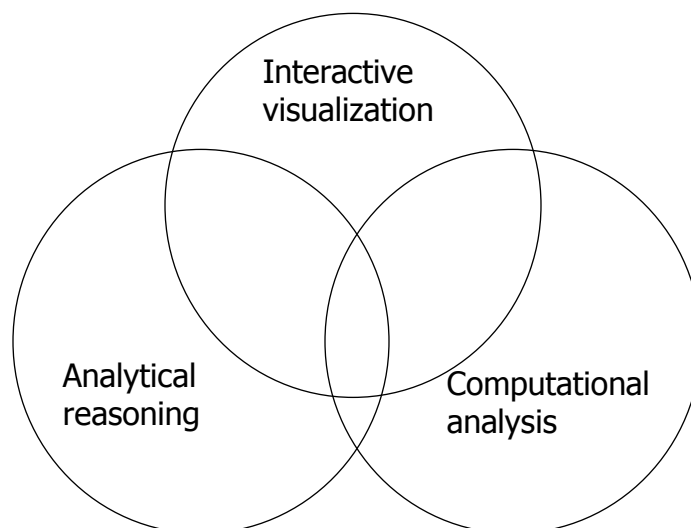 Interactive
visualization
Analytical
reasoning
Computational
analysis